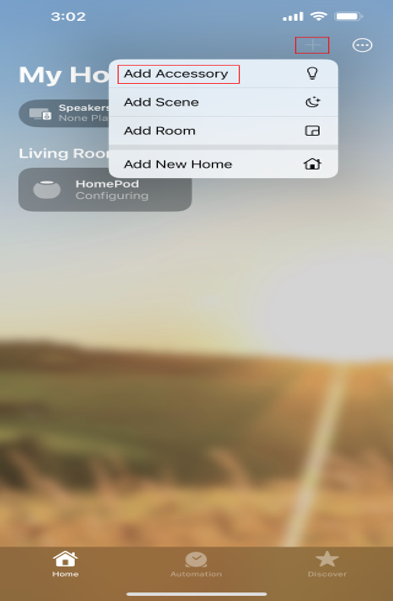 3:02
Add Accessory
My Ho
Add Scene
Speakers
None Pla
Add Room
Living Roo
Add New Home
HomePod
Configuring
Home
Automation
Discover